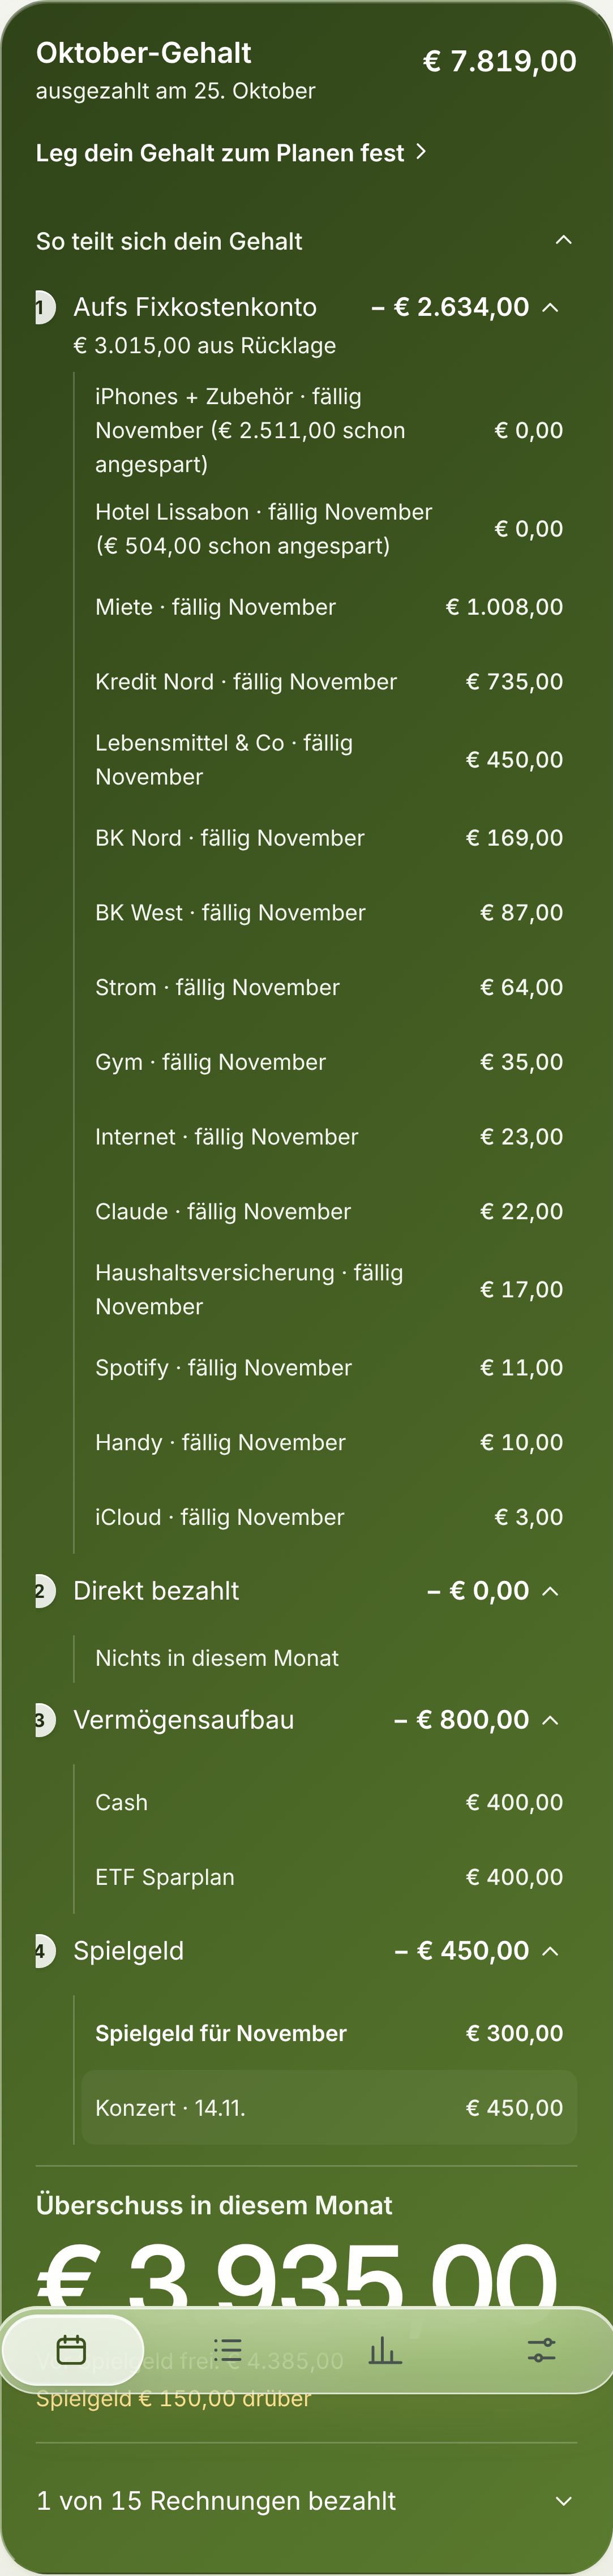 Oktober-Gehalt
€ 7.819,00
ausgezahlt am 25. Oktober
Leg dein Gehalt zum Planen fest
So teilt sich dein Gehalt
1 Aufs Fixkostenkonto – € 2.634,00
€ 3.015,00 aus Rücklage
iPhones + Zubehör · fällig
November (€ 2.511,00 schon
angespart)
€ 0,00
Hotel Lissabon · fällig November
(€ 504,00 schon angespart)
€ 0,00
Miete · fällig November € 1.008,00
Kredit Nord · fällig November € 735,00
Lebensmittel & Co · fällig
November
€ 450,00
BK Nord · fällig November € 169,00
BK West · fällig November € 87,00
Strom · fällig November € 64,00
Gym · fällig November € 35,00
Internet · fällig November € 23,00
Claude · fällig November € 22,00
Haushaltsversicherung · fällig
November
€ 17,00
Spotify · fällig November € 11,00
Handy · fällig November € 10,00
iCloud · fällig November € 3,00
2 Direkt bezahlt – € 0,00
Nichts in diesem Monat
3 Vermögensaufbau – € 800,00
Cash € 400,00
ETF Sparplan € 400,00
4 Spielgeld – € 450,00
Spielgeld für November € 300,00
Konzert · 14.11. € 450,00
Überschuss in diesem Monat
€ 3.935,00
frei: € 4.385,00
Spielgeld € 150,00 drüber
1 von 15 Rechnungen bezahlt